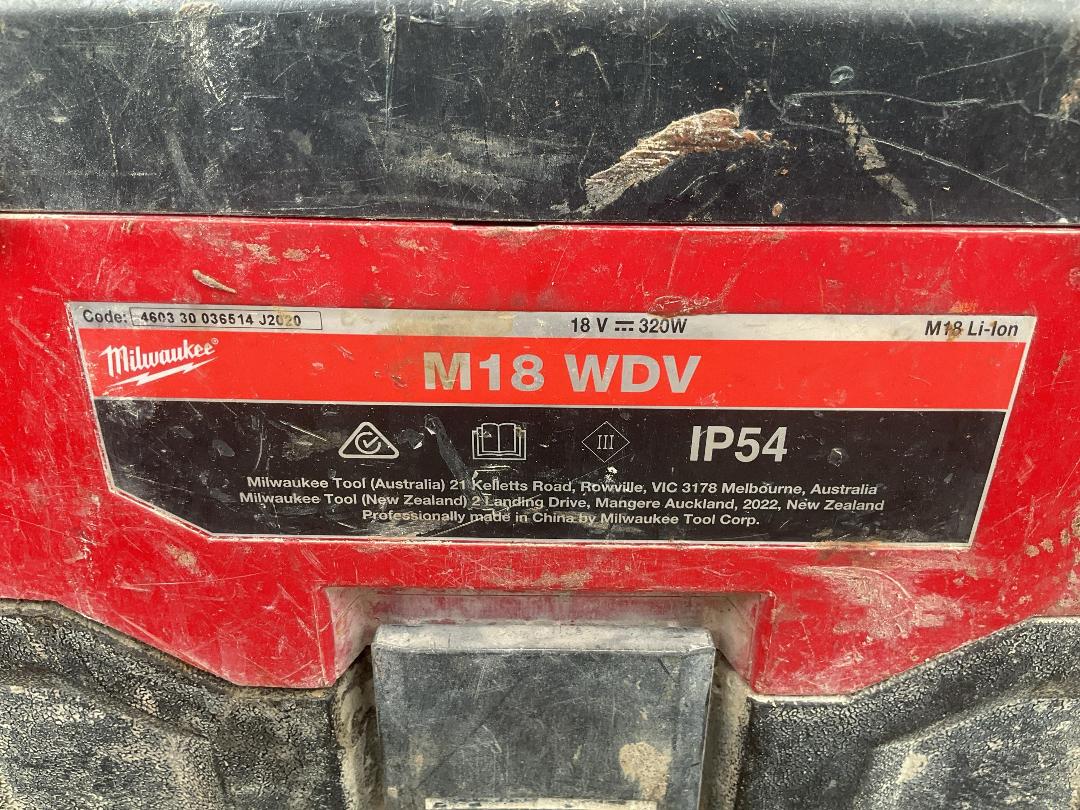 Code: 4603 30 036514 J2020
18 V ⎓ 320W
M18 Li-Ion
Milwaukee®
M18 WDV
III
IP54
Milwaukee Tool (Australia) 21 Kelletts Road, Rowville, VIC 3178 Melbourne, Australia
Milwaukee Tool (New Zealand) 2 Landing Drive, Mangere Auckland, 2022, New Zealand
Professionally made in China by Milwaukee Tool Corp.